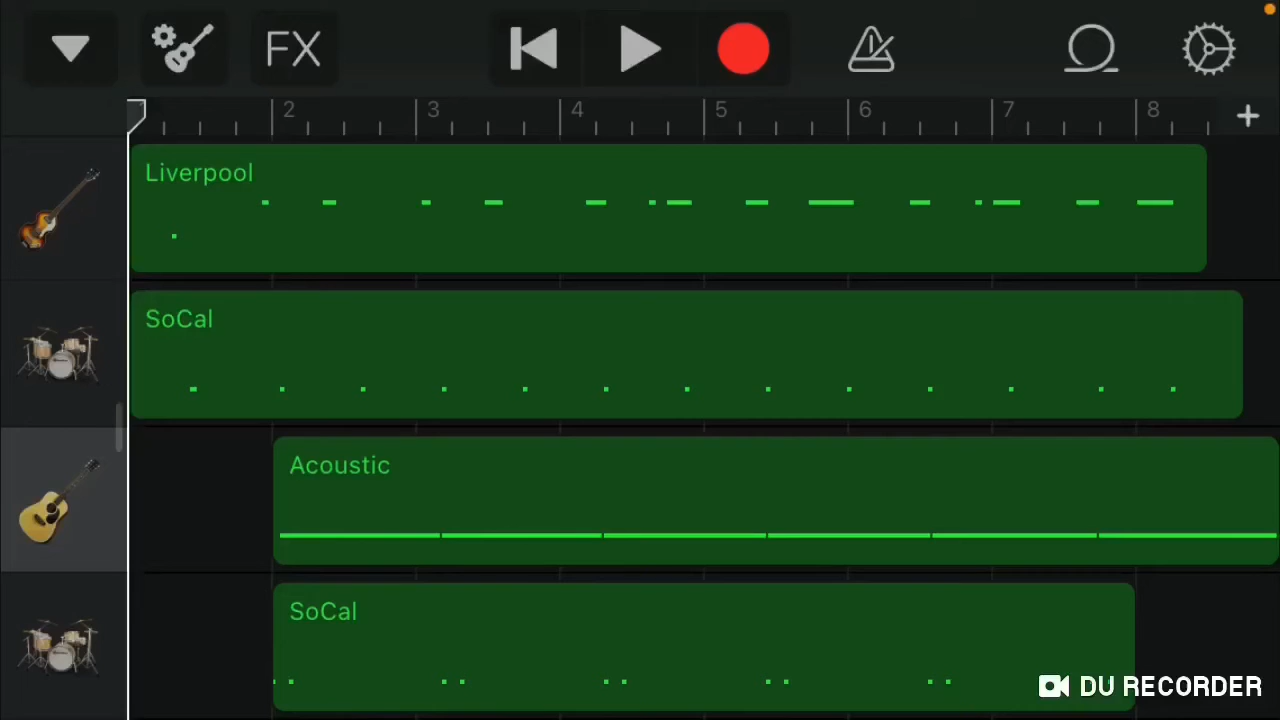 FX
2 3 4 5 6 7 8
Liverpool
SoCal
Acoustic
SoCal
DU RECORDER